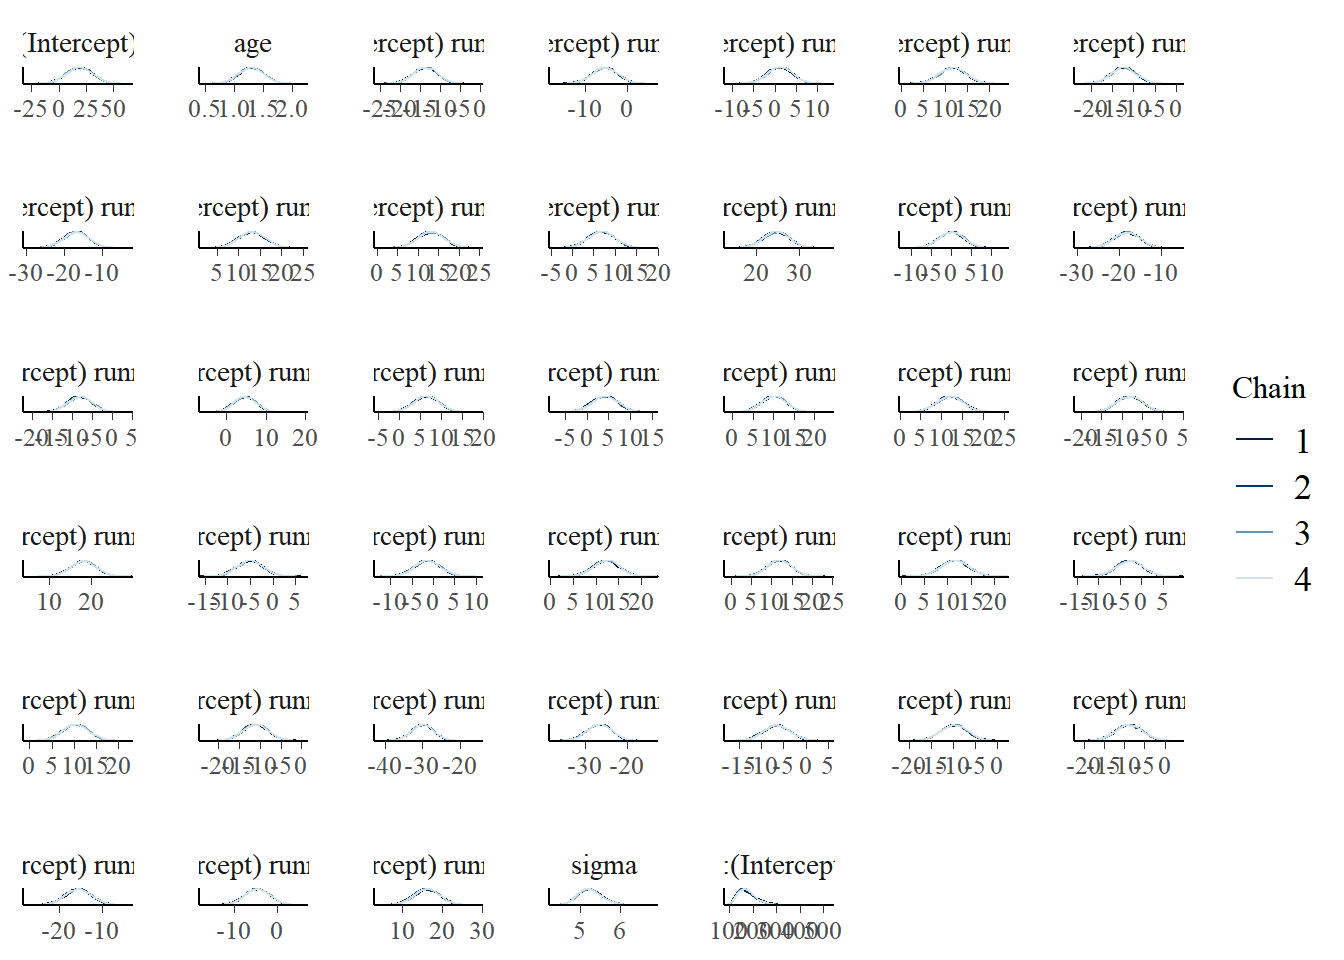 (Intercept) age ercept) run ercept) run ercept) run ercept) run ercept) run
-25 0 25 50 0.5 1.0 1.5 2.0 -25 -20 -15 -10 -5 0 -10 0 -10 -5 0 5 10 0 5 10 15 20 -20 -15 -10 -5 0
ercept) run ercept) run ercept) run ercept) run rcept) run rcept) run rcept) run
-30 -20 -10 5 10 15 20 25 0 5 10 15 20 25 -5 0 5 10 15 20 20 30 -10 -5 0 5 10 -30 -20 -10
rcept) run rcept) run rcept) run rcept) run rcept) run rcept) run rcept) run
-20 -15 -10 -5 0 5 0 10 20 -5 0 5 10 15 20 -5 0 5 10 15 0 5 10 15 20 0 5 10 15 20 25 -20 -15 -10 -5 0 5
Chain
1
2
3
4
rcept) run rcept) run rcept) run rcept) run rcept) run rcept) run rcept) run
10 20 -15 -10 -5 0 5 -10 -5 0 5 10 0 5 10 15 20 0 5 10 15 20 25 0 5 10 15 20 -15 -10 -5 0 5
rcept) run rcept) run rcept) run rcept) run rcept) run rcept) run rcept) run
0 5 10 15 20 -20 -15 -10 -5 0 -40 -30 -20 -30 -20 -15 -10 -5 0 5 -20 -15 -10 -5 0 -20 -15 -10 -5 0
rcept) run rcept) run rcept) run sigma :(Intercept
-20 -10 -10 0 10 20 30 5 6 100 200 300 400 500